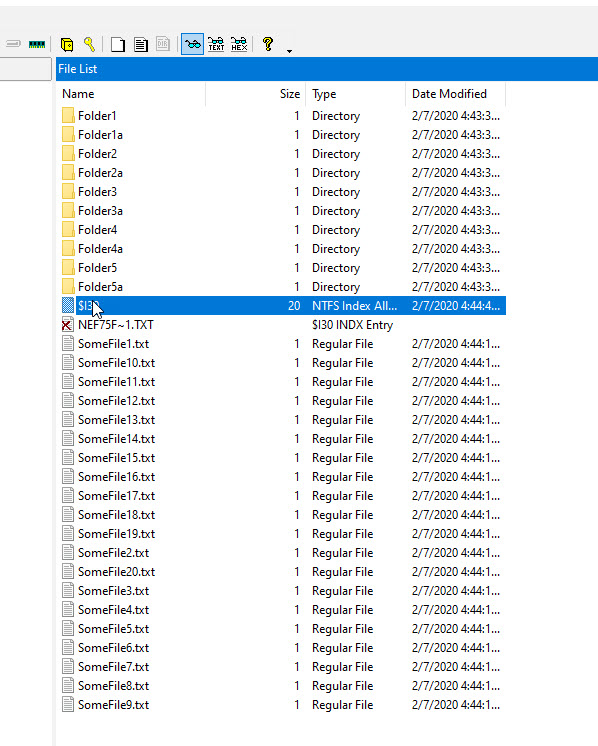 TEXT HEX
File List
Name Size Type Date Modified
Folder1 1 Directory 2/7/2020 4:43:3...
Folder1a 1 Directory 2/7/2020 4:43:3...
Folder2 1 Directory 2/7/2020 4:43:3...
Folder2a 1 Directory 2/7/2020 4:43:3...
Folder3 1 Directory 2/7/2020 4:43:3...
Folder3a 1 Directory 2/7/2020 4:43:3...
Folder4 1 Directory 2/7/2020 4:43:3...
Folder4a 1 Directory 2/7/2020 4:43:3...
Folder5 1 Directory 2/7/2020 4:43:3...
Folder5a 1 Directory 2/7/2020 4:43:3...
$I30 20 NTFS Index All... 2/7/2020 4:44:4...
NEF75F~1.TXT $I30 INDX Entry
SomeFile1.txt 1 Regular File 2/7/2020 4:44:1...
SomeFile10.txt 1 Regular File 2/7/2020 4:44:1...
SomeFile11.txt 1 Regular File 2/7/2020 4:44:1...
SomeFile12.txt 1 Regular File 2/7/2020 4:44:1...
SomeFile13.txt 1 Regular File 2/7/2020 4:44:1...
SomeFile14.txt 1 Regular File 2/7/2020 4:44:1...
SomeFile15.txt 1 Regular File 2/7/2020 4:44:1...
SomeFile16.txt 1 Regular File 2/7/2020 4:44:1...
SomeFile17.txt 1 Regular File 2/7/2020 4:44:1...
SomeFile18.txt 1 Regular File 2/7/2020 4:44:1...
SomeFile19.txt 1 Regular File 2/7/2020 4:44:1...
SomeFile2.txt 1 Regular File 2/7/2020 4:44:1...
SomeFile20.txt 1 Regular File 2/7/2020 4:44:1...
SomeFile3.txt 1 Regular File 2/7/2020 4:44:1...
SomeFile4.txt 1 Regular File 2/7/2020 4:44:1...
SomeFile5.txt 1 Regular File 2/7/2020 4:44:1...
SomeFile6.txt 1 Regular File 2/7/2020 4:44:1...
SomeFile7.txt 1 Regular File 2/7/2020 4:44:1...
SomeFile8.txt 1 Regular File 2/7/2020 4:44:1...
SomeFile9.txt 1 Regular File 2/7/2020 4:44:1...